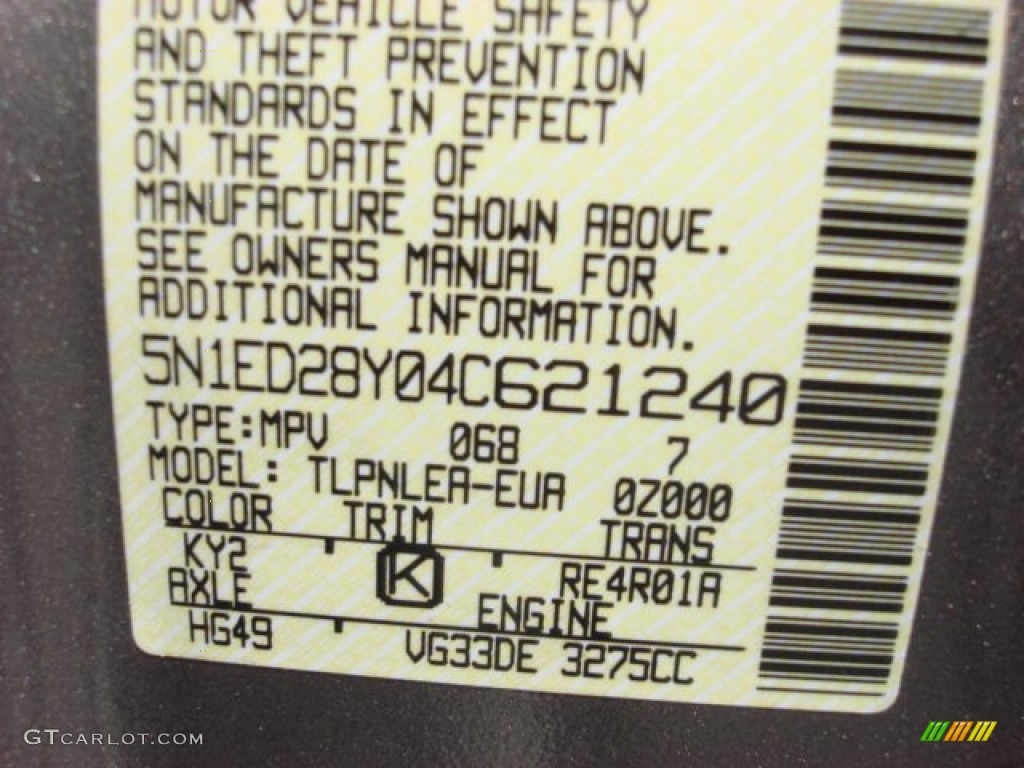 MOTOR VEHICLE SAFETY
AND THEFT PREVENTION
STANDARDS IN EFFECT
ON THE DATE OF
MANUFACTURE SHOWN ABOVE.
SEE OWNERS MANUAL FOR
ADDITIONAL INFORMATION.
5N1ED28Y04C621240
TYPE:MPV 068 7
MODEL: TLPNLEA-EUA 0Z000
COLOR TRIM TRANS
KY2 K RE4R01A
AXLE ENGINE
HG49 VG33DE 3275CC
GTCARLOT.COM